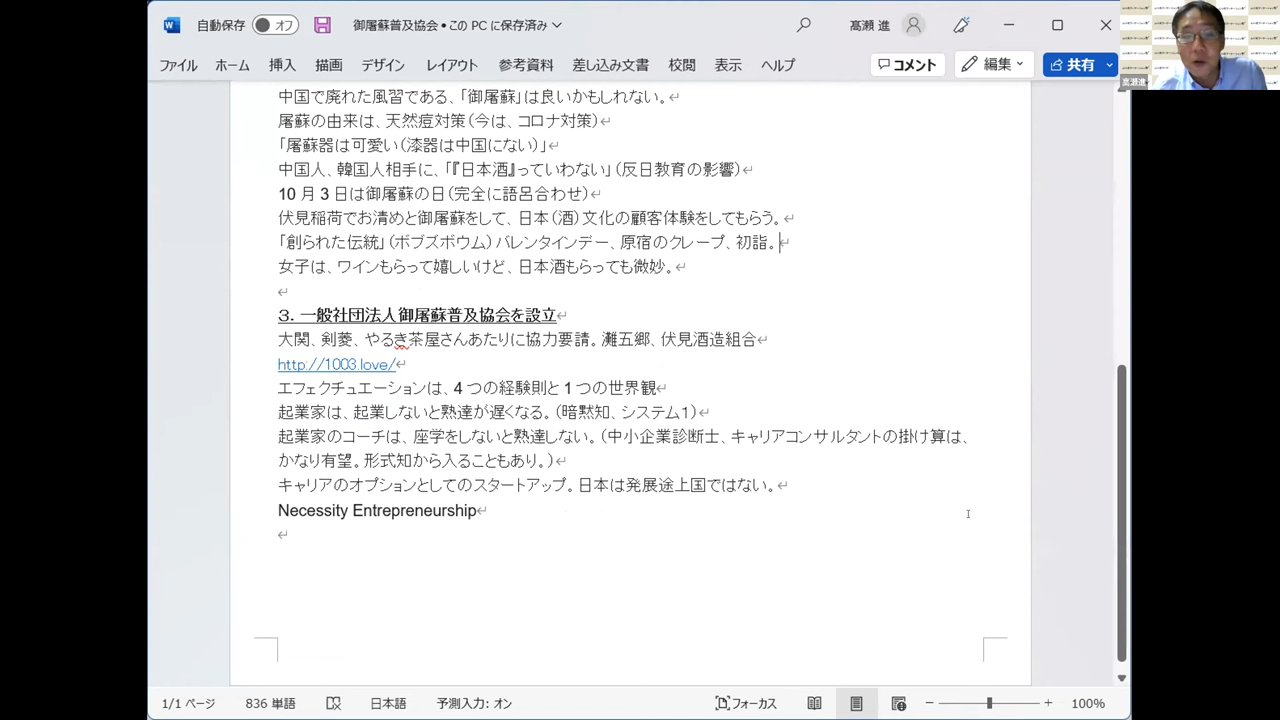 自動保存 オフ 御屠蘇普及協会 PC に保存 高瀬 進
ファイル ホーム 挿入 描画 デザイン レイアウト 参考資料 差し込み文書 校閲 表示 ヘルプ コメント 編集 共有
高瀬進
中国で廃れた風習である、「御屠蘇」は良いかもしれない。
屠蘇の由来は、天然痘対策（今は、コロナ対策）
「屠蘇器は可愛い（漆器は中国にない）」
中国人、韓国人相手に、「『日本酒』っていわない」（反日教育の影響）
10 月 3 日は御屠蘇の日（完全に語呂合わせ）
伏見稲荷でお清めと御屠蘇をして、日本（酒）文化の顧客体験をしてもらう。
「創られた伝統」（ボブズボウム）バレンタインデー、原宿のクレープ、初詣。
女子は、ワインもらって嬉しいけど、日本酒もらっても微妙。
３．一般社団法人御屠蘇普及協会を設立
大関、剣菱、やるき茶屋さんあたりに協力要請。灘五郷、伏見酒造組合
http://1003.love/
エフェクチュエーションは、4 つの経験則と 1 つの世界観
起業家は、起業しないと熟達が遅くなる。（暗黙知、システム１）
起業家のコーチは、座学をしないと熟達しない。（中小企業診断士、キャリアコンサルタントの掛け算は、
かなり有望。形式知から入ることもあり。）
キャリアのオプションとしてのスタートアップ。日本は発展途上国ではない。
Necessity Entrepreneurship
1/1 ページ 836 単語 日本語 予測入力: オン フォーカス 100%